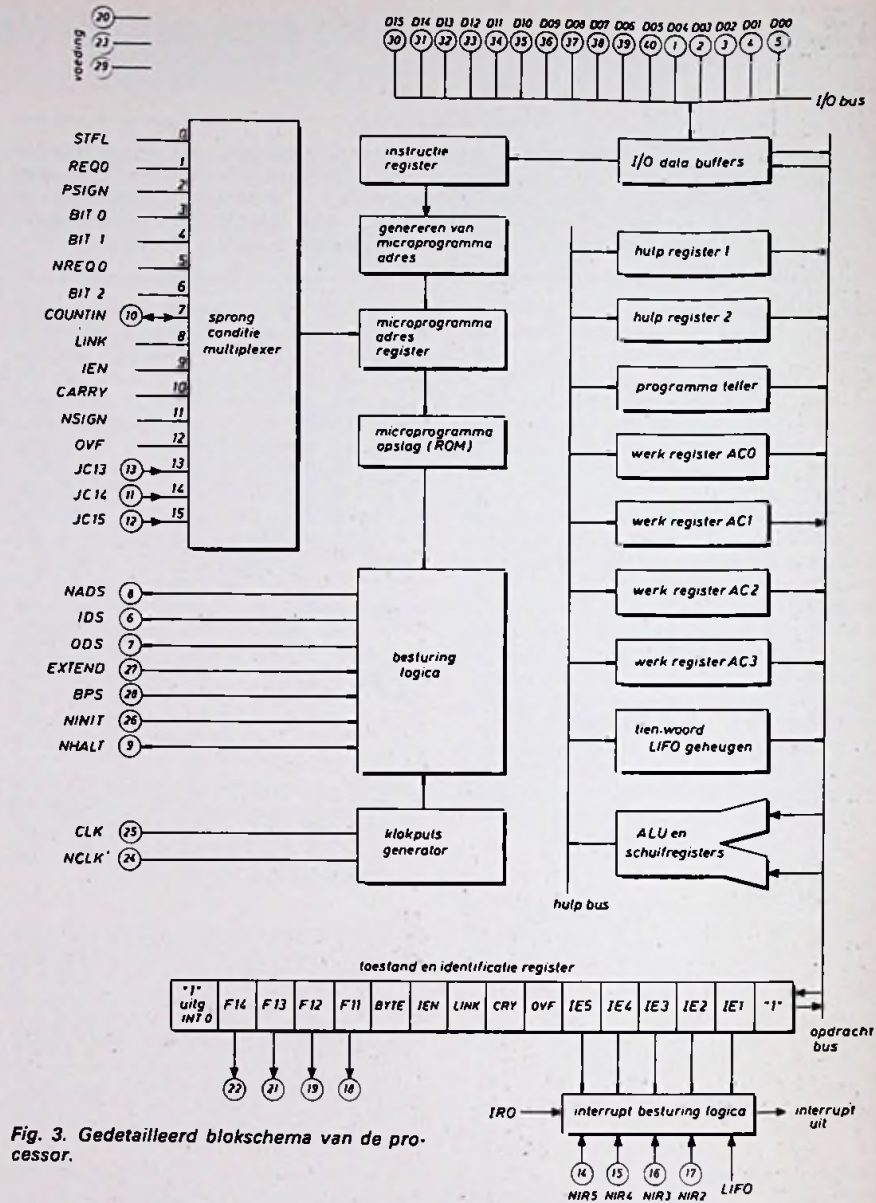 voeding
20
23
29
D15 D14 D13 D12 D11 D10 D09 D08 D07 D06 D05 D04 D03 D02 D01 D00
30 31 32 33 34 35 36 37 38 39 40 1 2 3 4 5
I/O bus
STFL 0
REQ0 1
PSIGN 2
BIT 0 3
BIT 1 4
NREQ0 5
BIT 2 6
COUNTIN 10 7
LINK 8
IEN 9
CARRY 10
NSIGN 11
OVF 12
JC13 13 13
JC14 11 14
JC15 12 15
sprong
conditie
multiplexer
instructie
register
genereren van
microprogramma
adres
microprogramma
adres
register
microprogramma
opslag (ROM)
I/O data buffers
hulp register 1
hulp register 2
programma teller
werk register AC0
werk register AC1
werk register AC2
werk register AC3
tien-woord
LIFO geheugen
ALU en
schuifregisters
hulp bus
NADS 8
IDS 6
ODS 7
EXTEND 27
BPS 28
NINIT 26
NHALT 9
besturing
logica
CLK 25
NCLK 24
klokpuls
generator
toestand en identificatie register
"1"
uitg
INT 0
F14 F13 F12 F11 BYTE IEN LINK CRY OVF IE5 IE4 IE3 IE2 IE1 "1"
opdracht
bus
22 21 19 18
IRO
interrupt besturing logica
interrupt
uit
14 15 16 17
NIR5 NIR4 NIR3 NIR2 LIFO
Fig. 3. Gedetailleerd blokschema van de pro-
cessor.